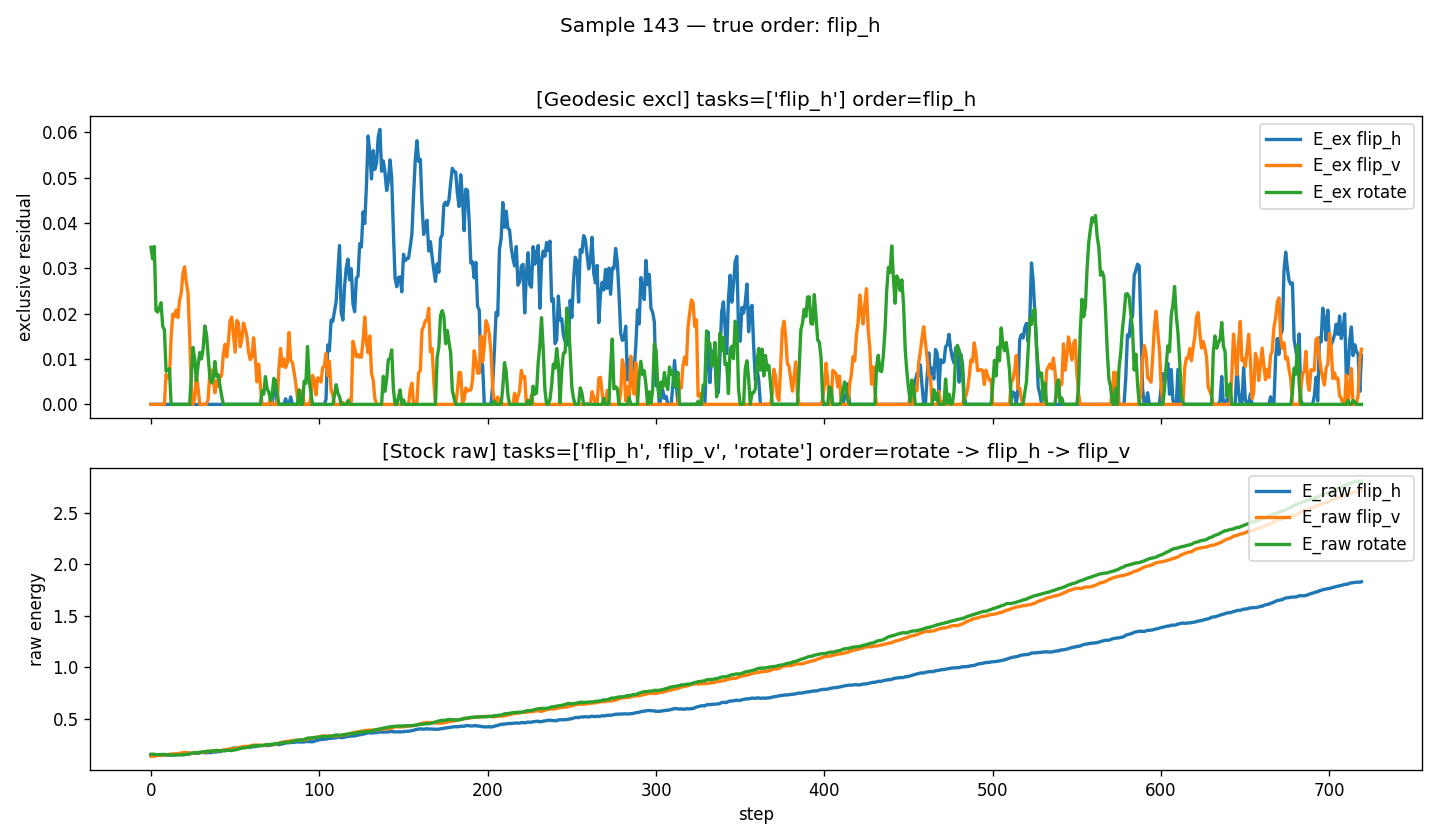 Sample 143 — true order: flip_h
[Geodesic excl] tasks=['flip_h'] order=flip_h
exclusive residual
0.06
0.05
0.04
0.03
0.02
0.01
0.00
E_ex flip_h
E_ex flip_v
E_ex rotate
[Stock raw] tasks=['flip_h', 'flip_v', 'rotate'] order=rotate -> flip_h -> flip_v
raw energy
2.5
2.0
1.5
1.0
0.5
E_raw flip_h
E_raw flip_v
E_raw rotate
0 100 200 300 400 500 600 700
step